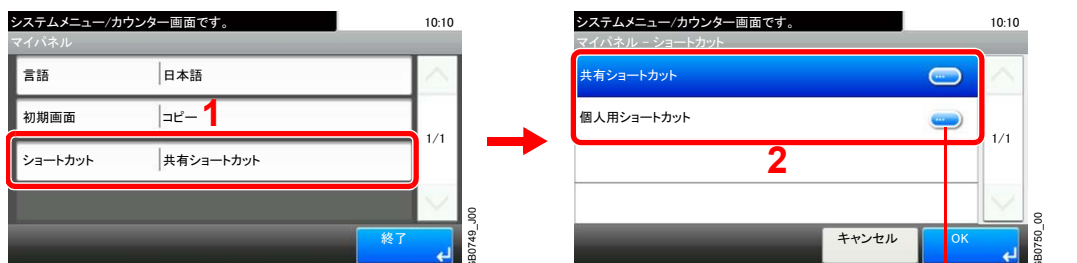 システムメニュー/カウンター画面です。
10:10
マイパネル
言語
日本語
初期画面
コピー
1
ショートカット
共有ショートカット
1/1
終了
GB0749_J00
システムメニュー/カウンター画面です。
10:10
マイパネル - ショートカット
共有ショートカット
個人用ショートカット
1/1
2
キャンセル
OK
GB0750_00